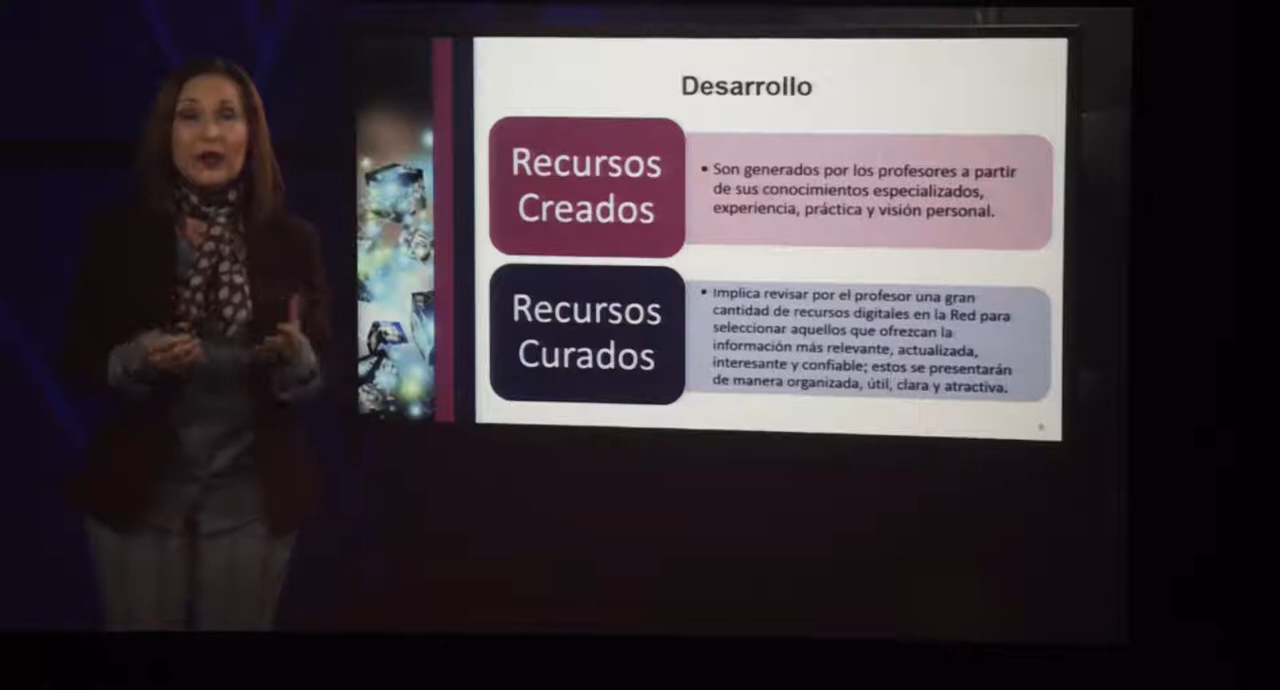 Desarrollo
Recursos
Creados
• Son generados por los profesores a partir
de sus conocimientos especializados,
experiencia, práctica y visión personal.
Recursos
Curados
• Implica revisar por el profesor una gran
cantidad de recursos digitales en la Red para
seleccionar aquellos que ofrezcan la
información más relevante, actualizada,
interesante y confiable; estos se presentarán
de manera organizada, útil, clara y atractiva.